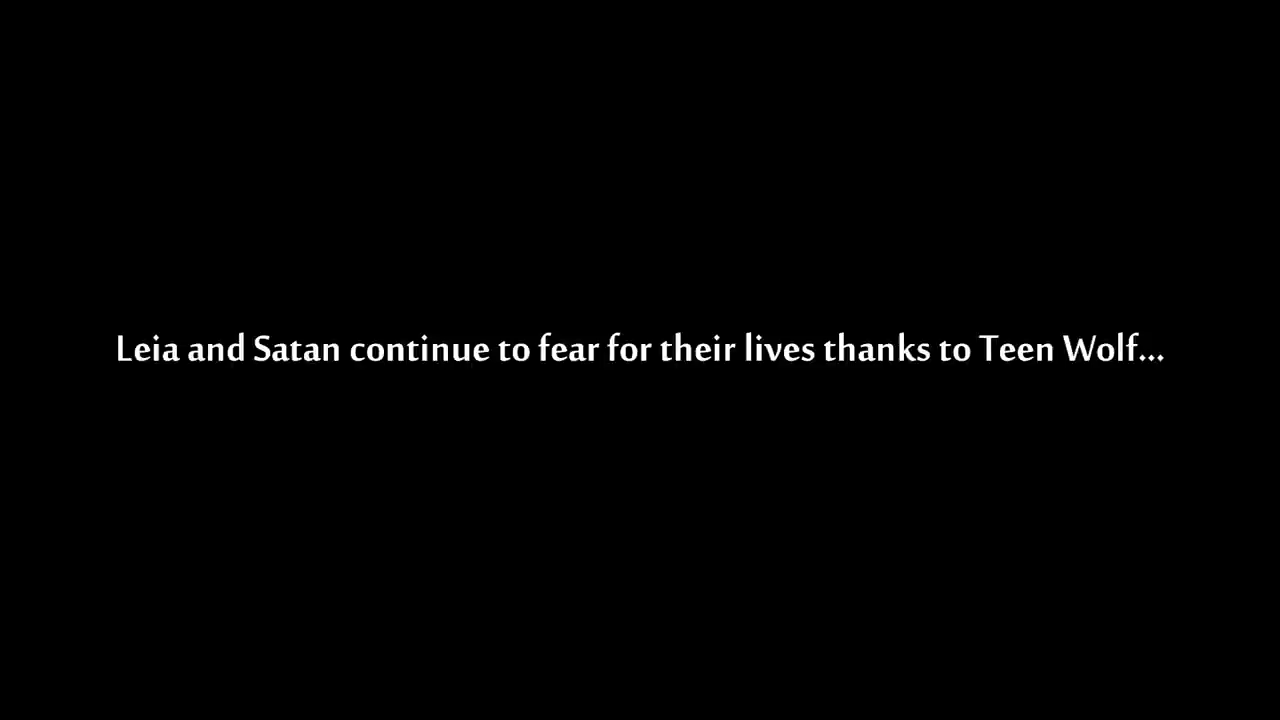 Leia and Satan continue to fear for their lives thanks to Teen Wolf...